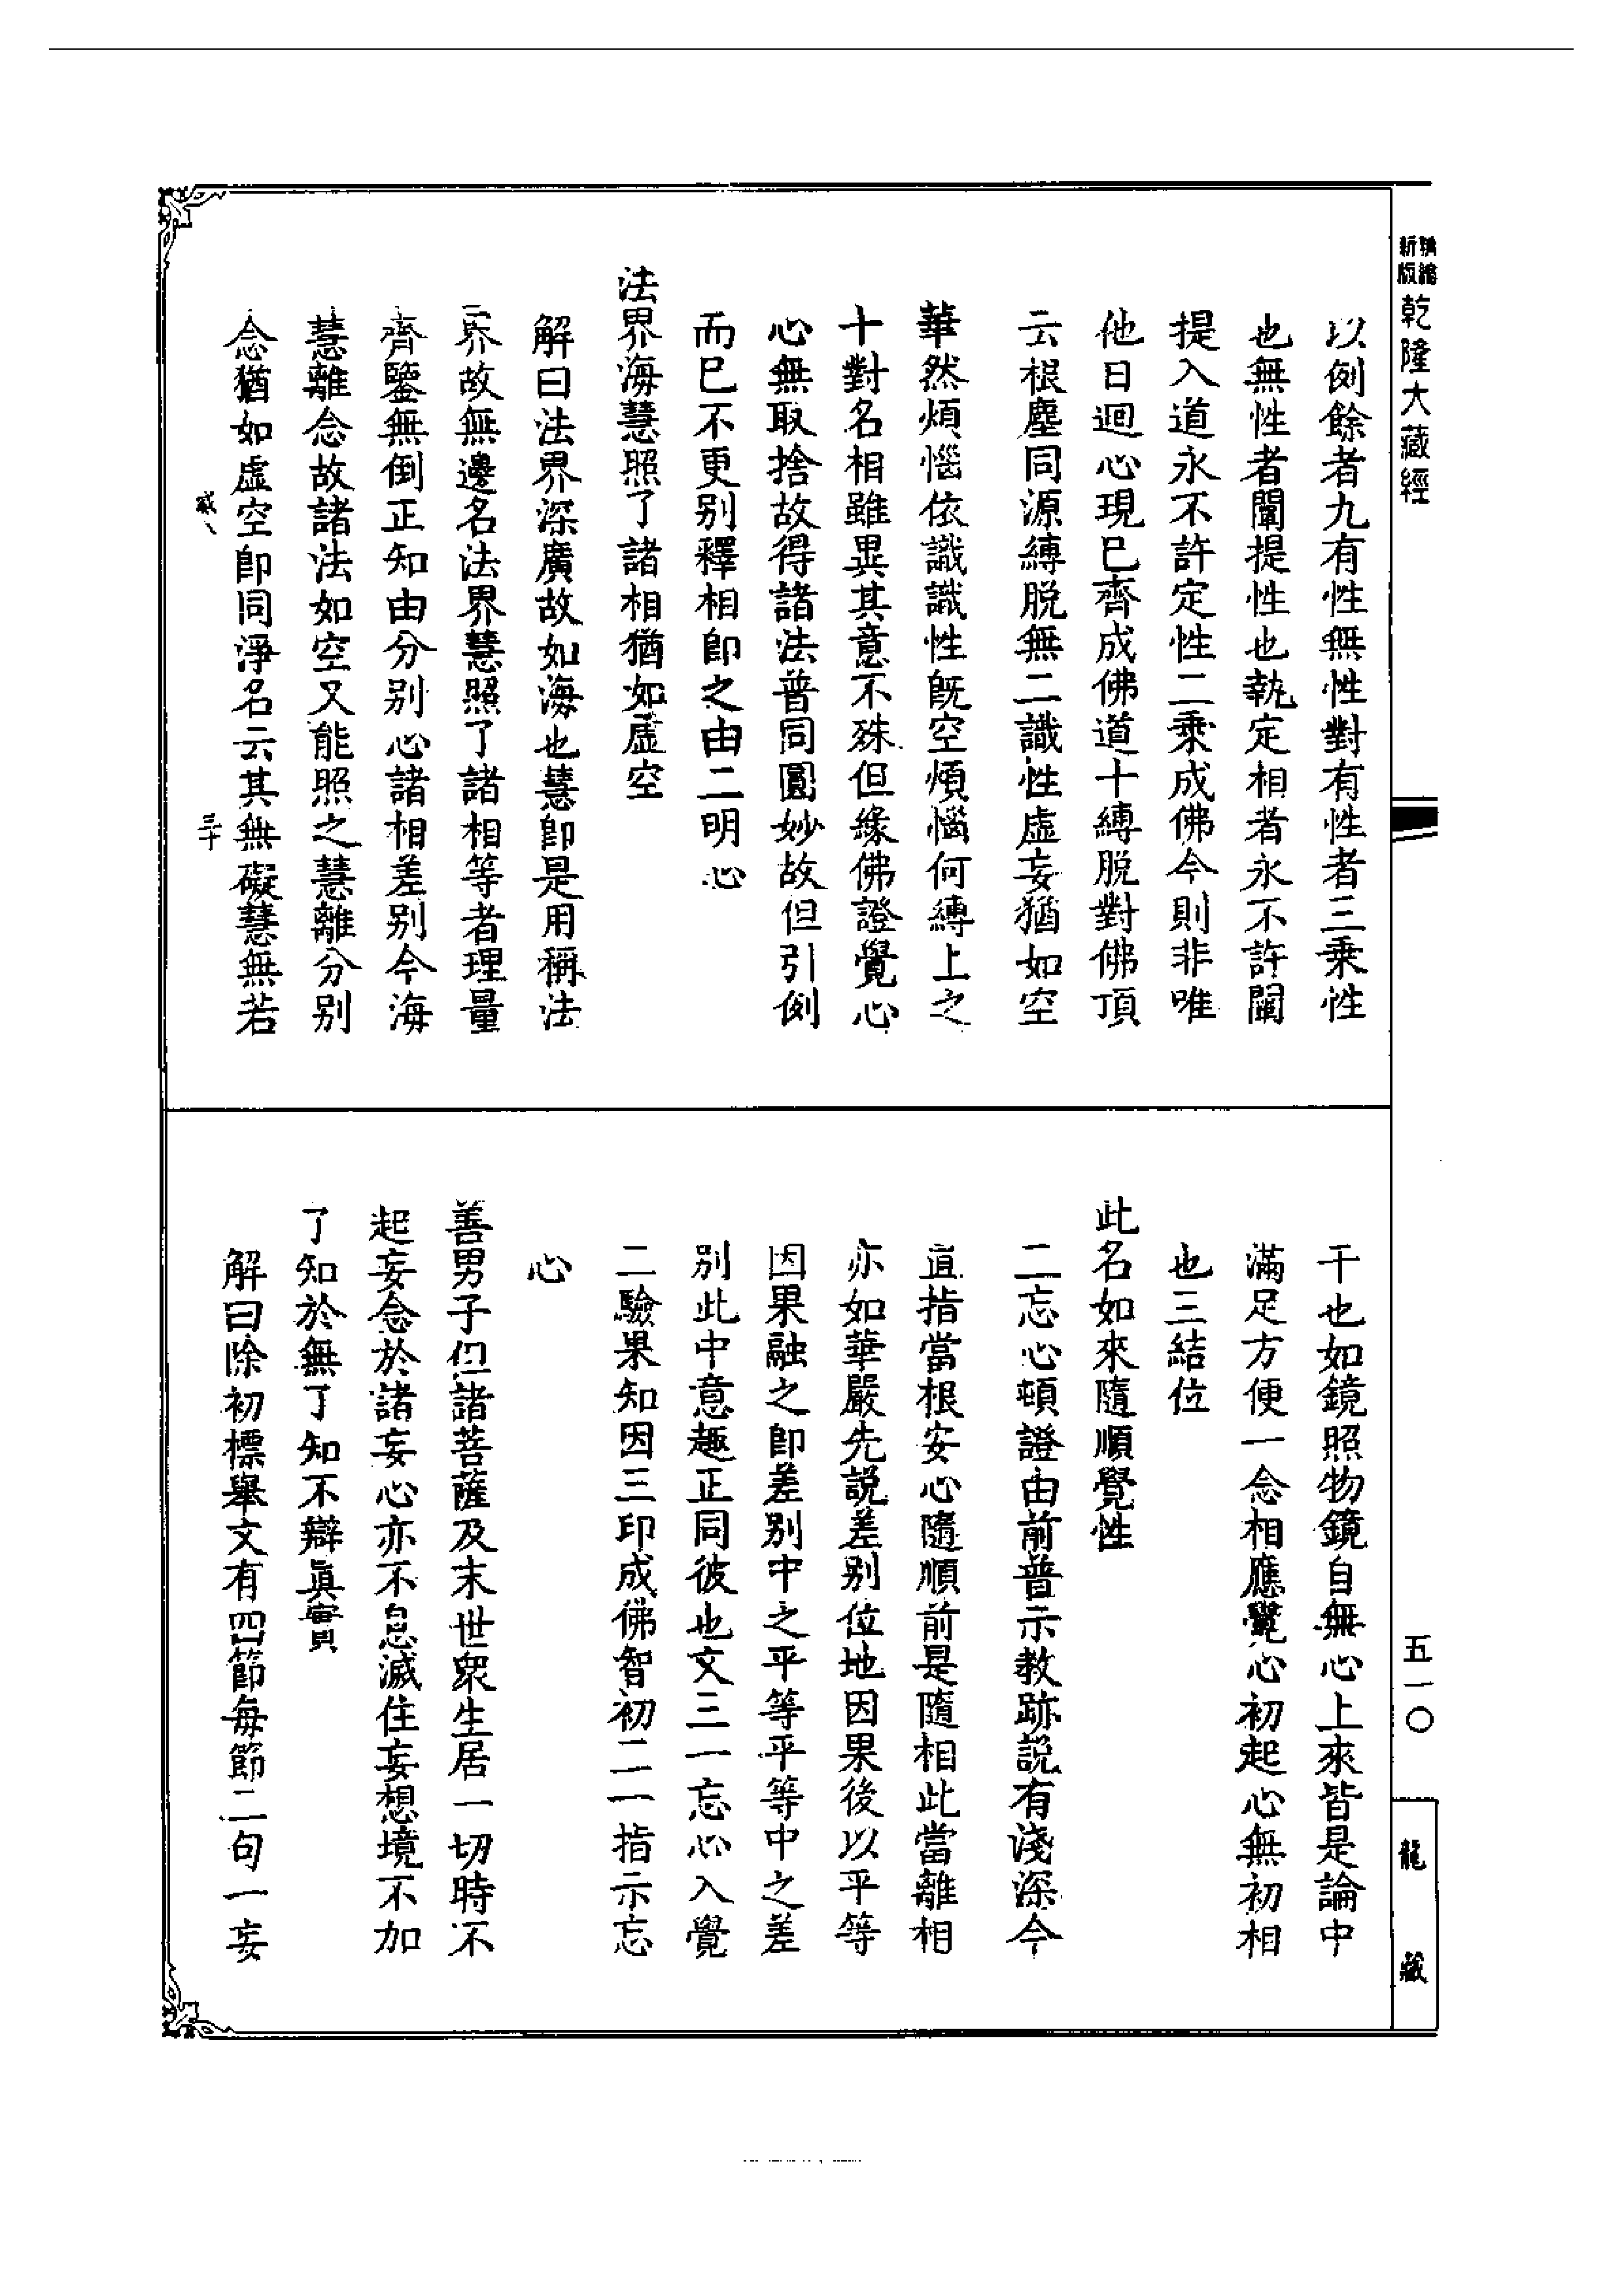 新編
新版
乾隆大藏經
以例餘者九有性無性對有性者三乘性
也無性者闡提性也執定相者永不許闡
提入道永不許定性二乘成佛今則非唯
他日迴心現已齊成佛道十縛脫對佛頂
云根塵同源縛脫無二識性虛妄猶如空
華然煩惱依識識性旣空煩惱何縛上之
十對名相雖異其意不殊但緣佛證覺心
心無取捨故得諸法普同圓妙故但引例
而已不更別釋相卽之由二明心
法界海慧照了諸相猶如虛空
解曰法界深廣故如海也慧卽是用稱法
界故無邊名法界慧照了諸相等者理量
齊鑒無倒正知由分別心諸相差別今海
慧離念故諸法如空又能照之慧離分別
念猶如虛空卽同淨名云其無礙慧無若
三十
干也如鏡照物鏡自無心上來皆是論中
滿足方便一念相應覺心初起心無初相
也三結位
此名如來隨順覺性
二忘心頓證由前普示教跡說有淺深今
直指當根安心隨順前是隨相此當離相
亦如華嚴先說差別位地因果後以平等
因果融之卽差別中之平等平等中之差
別此中意趣正同彼也文三一忘心入覺
二驗果知因三印成佛智初二一指示忘
心
善男子但諸菩薩及末世眾生居一切時不
起妄念於諸妄心亦不息滅住妄想境不加
了知於無了知不辯眞實
解曰除初標舉文有四節每節二句一妄
五一〇
龍藏